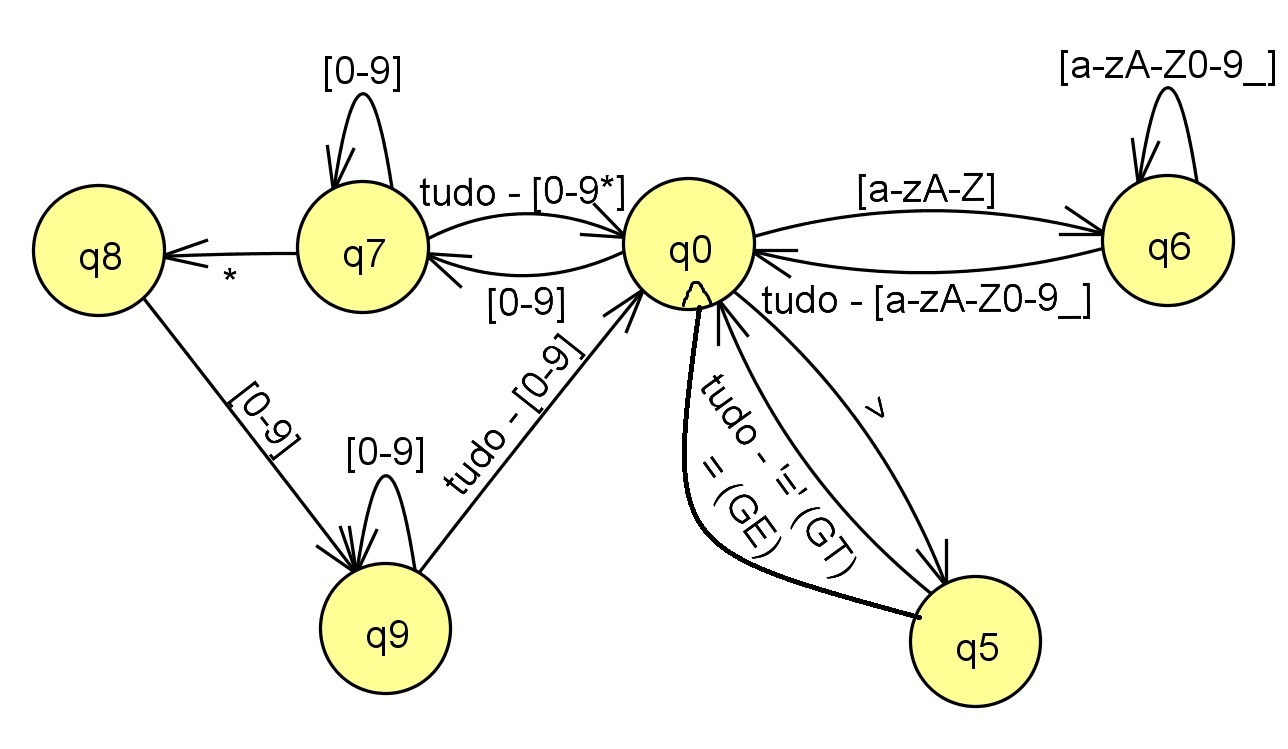 [0-9]
[a-zA-Z0-9_]
tudo - [0-9*]
[a-zA-Z]
q8
q7
q0
q6
*
[0-9]
tudo - [a-zA-Z0-9_]
[0-9]
[0-9]
tudo - [0-9]
tudo - '=' (GT)
= (GE)
>
q9
q5